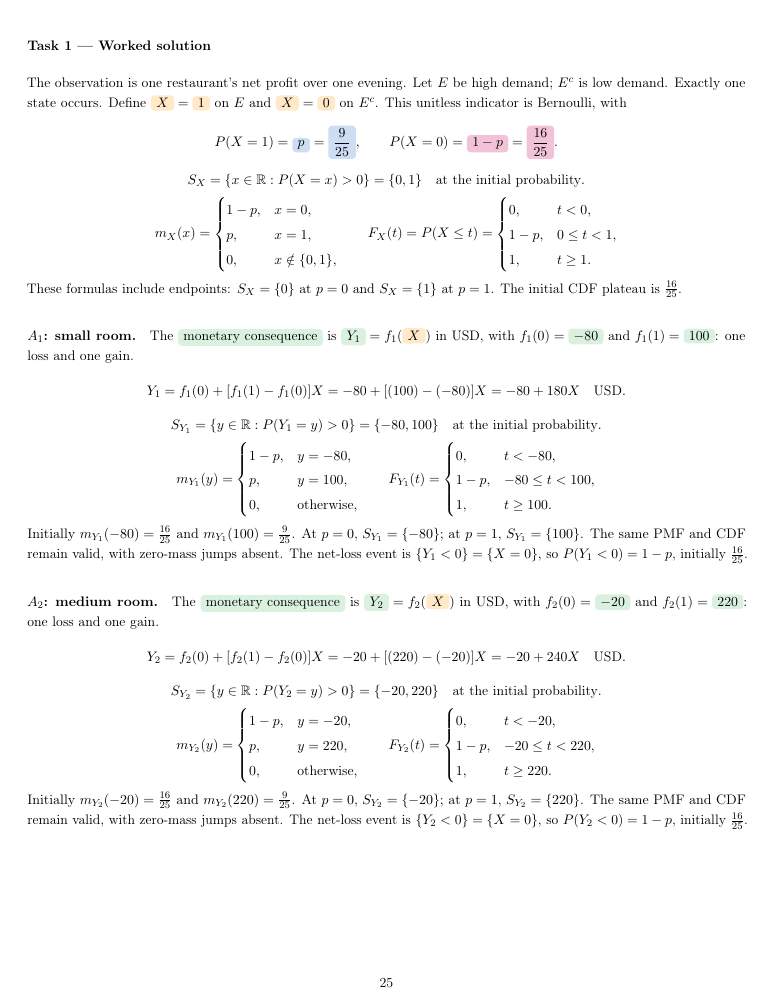 Task 1 — Worked solution
The observation is one restaurant's net profit over one evening. Let E be high demand; E^c is low demand. Exactly one
state occurs. Define X = 1 on E and X = 0 on E^c. This unitless indicator is Bernoulli, with
P(X = 1) = p = 9/25, P(X = 0) = 1 − p = 16/25.
S_X = {x ∈ ℝ : P(X = x) > 0} = {0, 1} at the initial probability.
m_X(x) = { 1 − p, x = 0, p, x = 1, 0, x ∉ {0, 1}, F_X(t) = P(X ≤ t) = { 0, t < 0, 1 − p, 0 ≤ t < 1, 1, t ≥ 1.
These formulas include endpoints: S_X = {0} at p = 0 and S_X = {1} at p = 1. The initial CDF plateau is 16/25.
A_1: small room. The monetary consequence is Y_1 = f_1(X) in USD, with f_1(0) = −80 and f_1(1) = 100: one
loss and one gain.
Y_1 = f_1(0) + [f_1(1) − f_1(0)]X = −80 + [(100) − (−80)]X = −80 + 180X USD.
S_{Y_1} = {y ∈ ℝ : P(Y_1 = y) > 0} = {−80, 100} at the initial probability.
m_{Y_1}(y) = { 1 − p, y = −80, p, y = 100, 0, otherwise, F_{Y_1}(t) = { 0, t < −80, 1 − p, −80 ≤ t < 100, 1, t ≥ 100.
Initially m_{Y_1}(−80) = 16/25 and m_{Y_1}(100) = 9/25. At p = 0, S_{Y_1} = {−80}; at p = 1, S_{Y_1} = {100}. The same PMF and CDF
remain valid, with zero-mass jumps absent. The net-loss event is {Y_1 < 0} = {X = 0}, so P(Y_1 < 0) = 1 − p, initially 16/25.
A_2: medium room. The monetary consequence is Y_2 = f_2(X) in USD, with f_2(0) = −20 and f_2(1) = 220:
one loss and one gain.
Y_2 = f_2(0) + [f_2(1) − f_2(0)]X = −20 + [(220) − (−20)]X = −20 + 240X USD.
S_{Y_2} = {y ∈ ℝ : P(Y_2 = y) > 0} = {−20, 220} at the initial probability.
m_{Y_2}(y) = { 1 − p, y = −20, p, y = 220, 0, otherwise, F_{Y_2}(t) = { 0, t < −20, 1 − p, −20 ≤ t < 220, 1, t ≥ 220.
Initially m_{Y_2}(−20) = 16/25 and m_{Y_2}(220) = 9/25. At p = 0, S_{Y_2} = {−20}; at p = 1, S_{Y_2} = {220}. The same PMF and CDF
remain valid, with zero-mass jumps absent. The net-loss event is {Y_2 < 0} = {X = 0}, so P(Y_2 < 0) = 1 − p, initially 16/25.
25